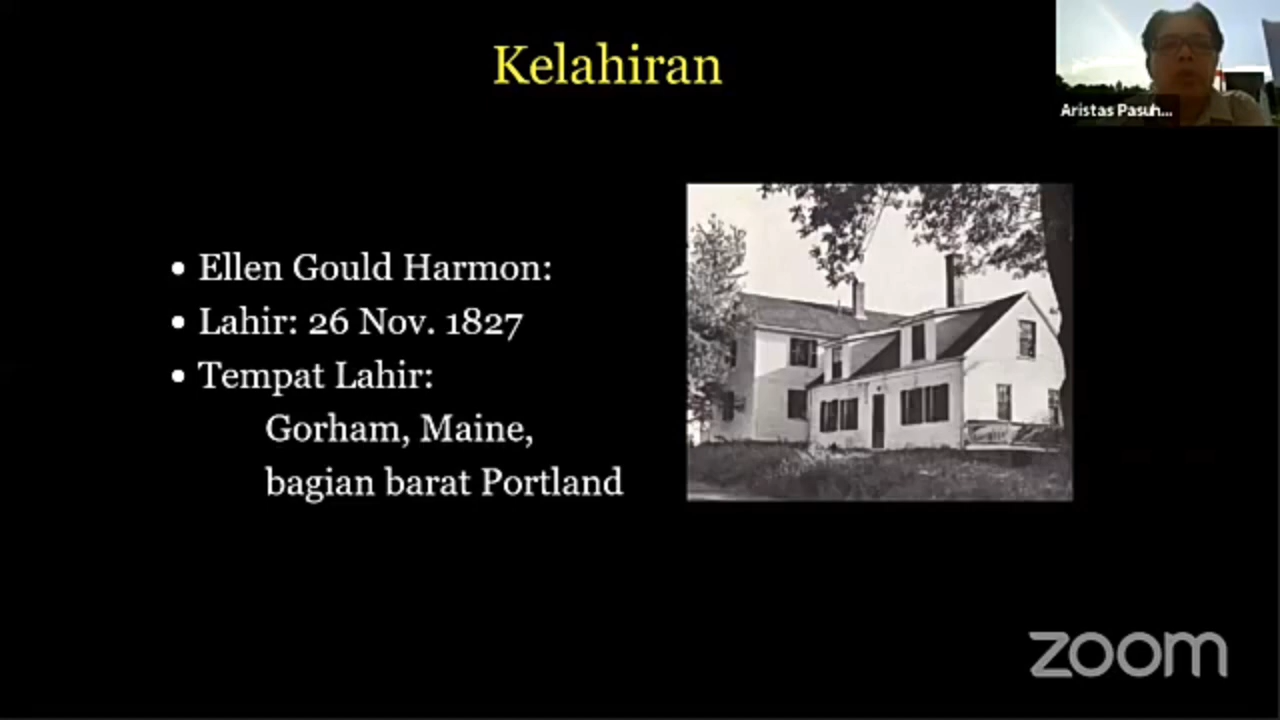 Kelahiran
Aristas Pasuh...
• Ellen Gould Harmon:
• Lahir: 26 Nov. 1827
• Tempat Lahir:
Gorham, Maine,
bagian barat Portland
zoom